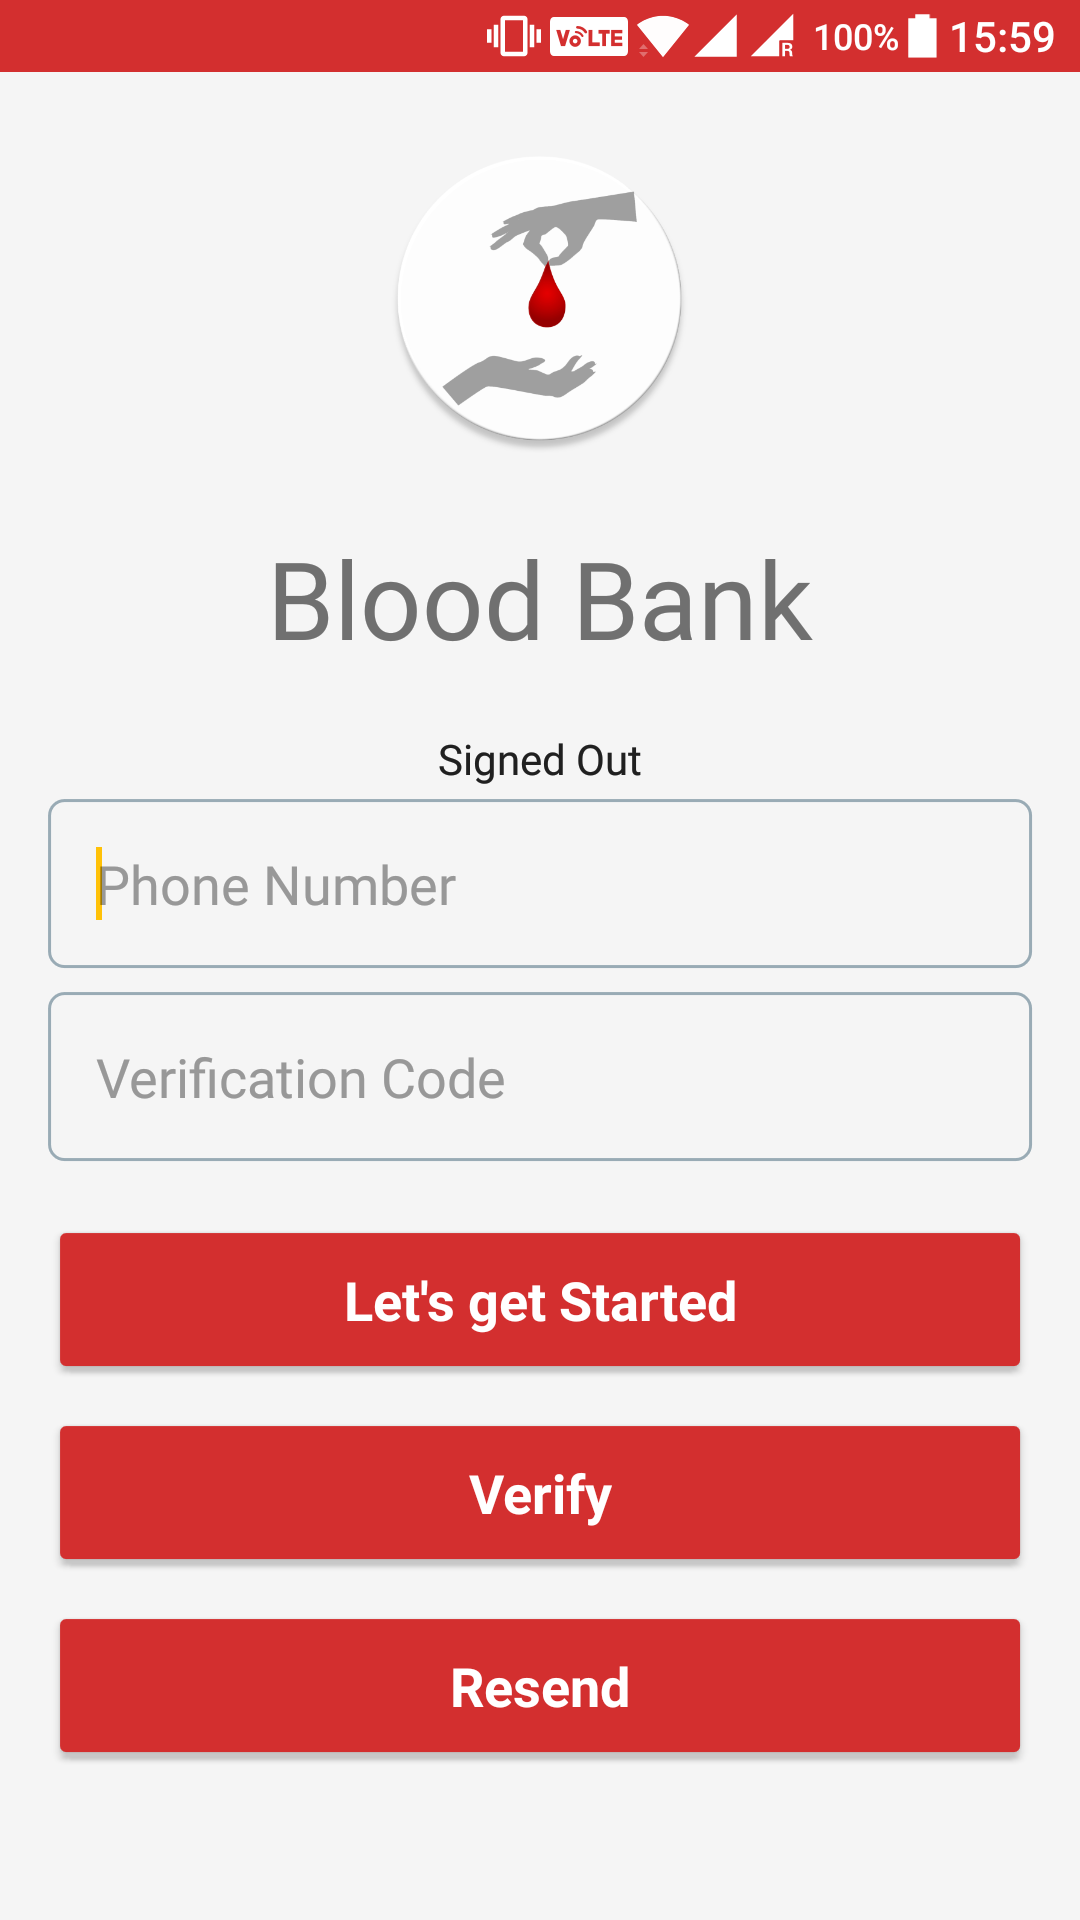 VoLTE R 100% 15:59
Blood Bank
Signed Out
Phone Number
Verification Code
Let's get Started
Verify
Resend